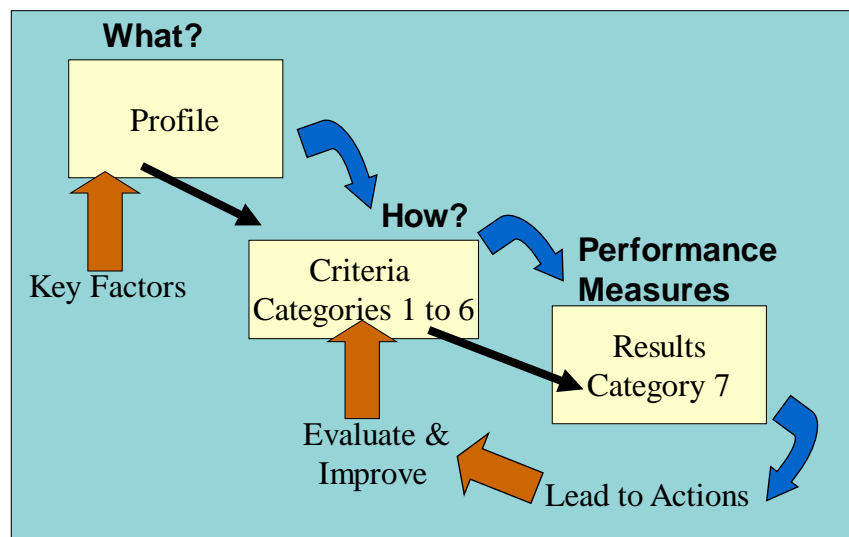 What?
Profile
Key Factors
How?
Criteria
Categories 1 to 6
Performance
Measures
Results
Category 7
Evaluate &
Improve
Lead to Actions